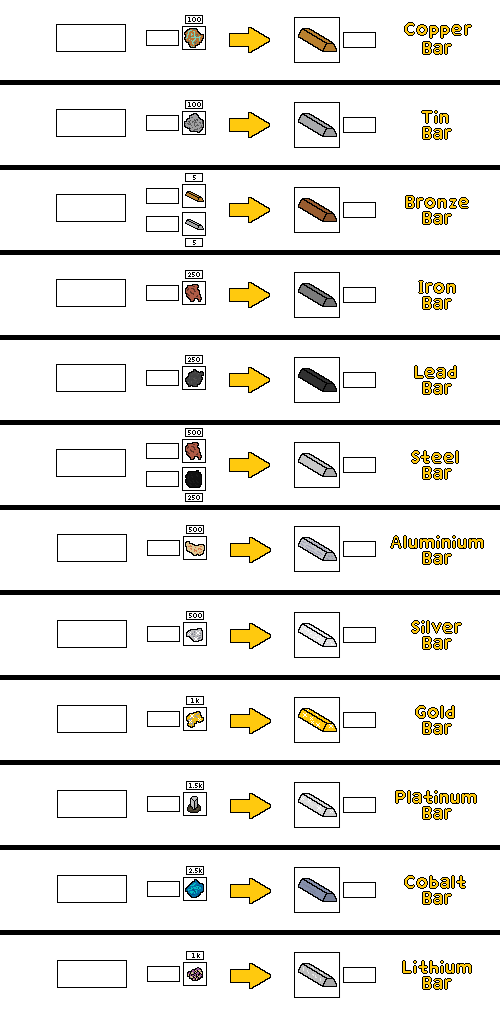 100
Copper
Bar
100
Tin
Bar
5
5
Bronze
Bar
250
Iron
Bar
250
Lead
Bar
500
250
Steel
Bar
500
Aluminium
Bar
500
Silver
Bar
1k
Gold
Bar
1.5k
Platinum
Bar
2.5k
Cobalt
Bar
1k
Lithium
Bar